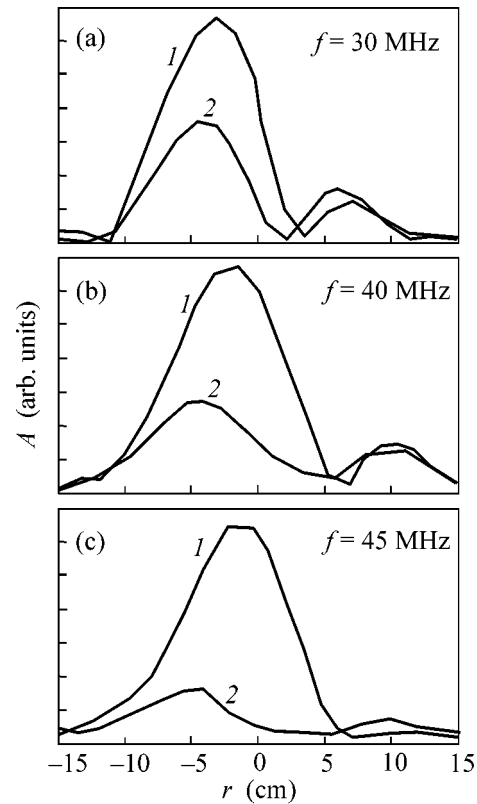 (a) f = 30 MHz
1
2
(b) f = 40 MHz
1
2
A (arb. units)
(c) f = 45 MHz
1
2
−15 −10 −5 0 5 10 15
r (cm)